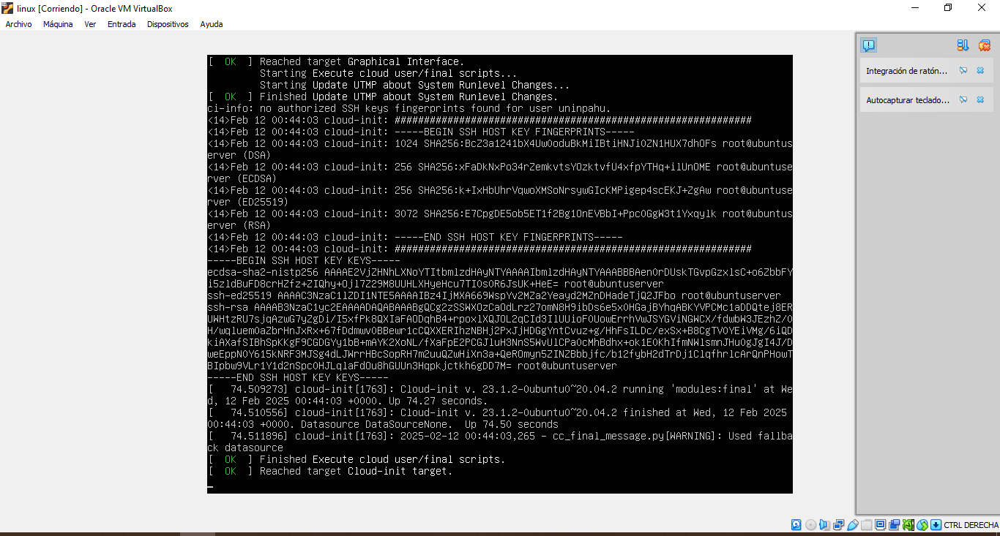 linux [Corriendo] - Oracle VM VirtualBox
Archivo Máquina Ver Entrada Dispositivos Ayuda
[  OK  ] Reached target Graphical Interface.
Starting Execute cloud user/final scripts...
Starting Update UTMP about System Runlevel Changes...
[  OK  ] Finished Update UTMP about System Runlevel Changes.
ci-info: no authorized SSH keys fingerprints found for user uninpahu.
<14>Feb 12 00:44:03 cloud-init: #############################################################
<14>Feb 12 00:44:03 cloud-init: -----BEGIN SSH HOST KEY FINGERPRINTS-----
<14>Feb 12 00:44:03 cloud-init: 1024 SHA256:BcZ3a1241bX4Uw0oduBkMiIBtiHNJi0ZN1HUX7dhOFs root@ubuntus
erver (DSA)
<14>Feb 12 00:44:03 cloud-init: 256 SHA256:xFaDkNxPo34rZemkvtsYOzktvfU4xfpYTHq+ilUnOME root@ubuntuse
rver (ECDSA)
<14>Feb 12 00:44:03 cloud-init: 256 SHA256:k+IxHbUhrVqwoXMSoNrsywGIcKMPigep4scEKJ+ZgAw root@ubuntuse
rver (ED25519)
<14>Feb 12 00:44:03 cloud-init: 3072 SHA256:E7CpgDE5ob5ET1f2Bg1OnEVBbI+Ppc0GgW3t1Yxqylk root@ubuntus
erver (RSA)
<14>Feb 12 00:44:03 cloud-init: -----END SSH HOST KEY FINGERPRINTS-----
<14>Feb 12 00:44:03 cloud-init: #############################################################
-----BEGIN SSH HOST KEY KEYS-----
ecdsa-sha2-nistp256 AAAAE2VjZHNhLXNoYTItbmlzdHAyNTYAAAAIbmlzdHAyNTYAAABBBAen0rDUskTGvpGzxlsC+o6ZbbFY
i5zldBuFD8crHZfz+ZIQhy+Ojl7Z29M8UUHLXHyeHcu7TI0sOR6JsUK+HeE= root@ubuntuserver
ssh-ed25519 AAAAC3NzaC1lZDI1NTE5AAAAIBz4IjMXA669WspYv2MZa2Yeayd2MZnDHadeTjQ2JFbo root@ubuntuserver
ssh-rsa AAAAB3NzaC1yc2EAAAADAQABAAABgQCg2zSSWXOzCaOdLrz27omN8H9ibDs6e5x0HGajBYhqABKYVPCMc1aDDQtej8ER
UWHtzRU7sjqAzwG7yZgDi/I5xfPk8QXIaFAODqhB4+rpoxlXQJOL2qCId3IlUUioF0UowErrhVwJSYGViNGWCX/fdwbW3JEzhZ/0
H/wqluem0aZbrHnJxRx+67fDdmwv0BBewr1cCQXXERIhzNBHj2PxJjHDGgYntCvuz+g/HhFsILDc/exSx+B8CgTV0YEiVMg/6iQD
kiAXafSIBhSpKKgF9CGDGYy1bB+mAYK2XoNL/fXaFpE2PCGJluH3NnS5WvUlCPa0cMhBdhx+ok1E0KhIfmNWlsmnJHu0gJgI4J/D
weEppN0Y615kNRF3MJSg4dLJWrrHBcSopRH7m2uuQZwHiXn3a+QeROmyn5ZINZBbbjfc/b12fybH2dTrDj1ClqfhrlcArQnPHowT
BIpbw9VLr1Y1d2nSpc0HJLqlaFdOu8hGUUn3Hqpkjctkh6gDD7M= root@ubuntuserver
-----END SSH HOST KEY KEYS-----
[   74.509273] cloud-init[1763]: Cloud-init v. 23.1.2-0ubuntu0~20.04.2 running 'modules:final' at We
d, 12 Feb 2025 00:44:03 +0000. Up 74.27 seconds.
[   74.510556] cloud-init[1763]: Cloud-init v. 23.1.2-0ubuntu0~20.04.2 finished at Wed, 12 Feb 2025
00:44:03 +0000. Datasource DataSourceNone.  Up 74.50 seconds
[   74.511896] cloud-init[1763]: 2025-02-12 00:44:03,265 - cc_final_message.py[WARNING]: Used fallba
ck datasource
[  OK  ] Finished Execute cloud user/final scripts.
[  OK  ] Reached target Cloud-init target.
Integración de ratón...
Autocapturar teclado...
CTRL DERECHA